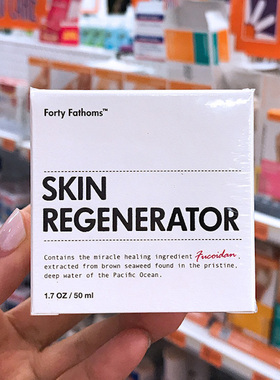 Forty Fathoms™
SKIN
REGENERATOR
Contains the miracle healing ingredient Fucoidan,
extracted from brown seaweed found in the pristine,
deep water of the Pacific Ocean.
1.7 OZ / 50 ml